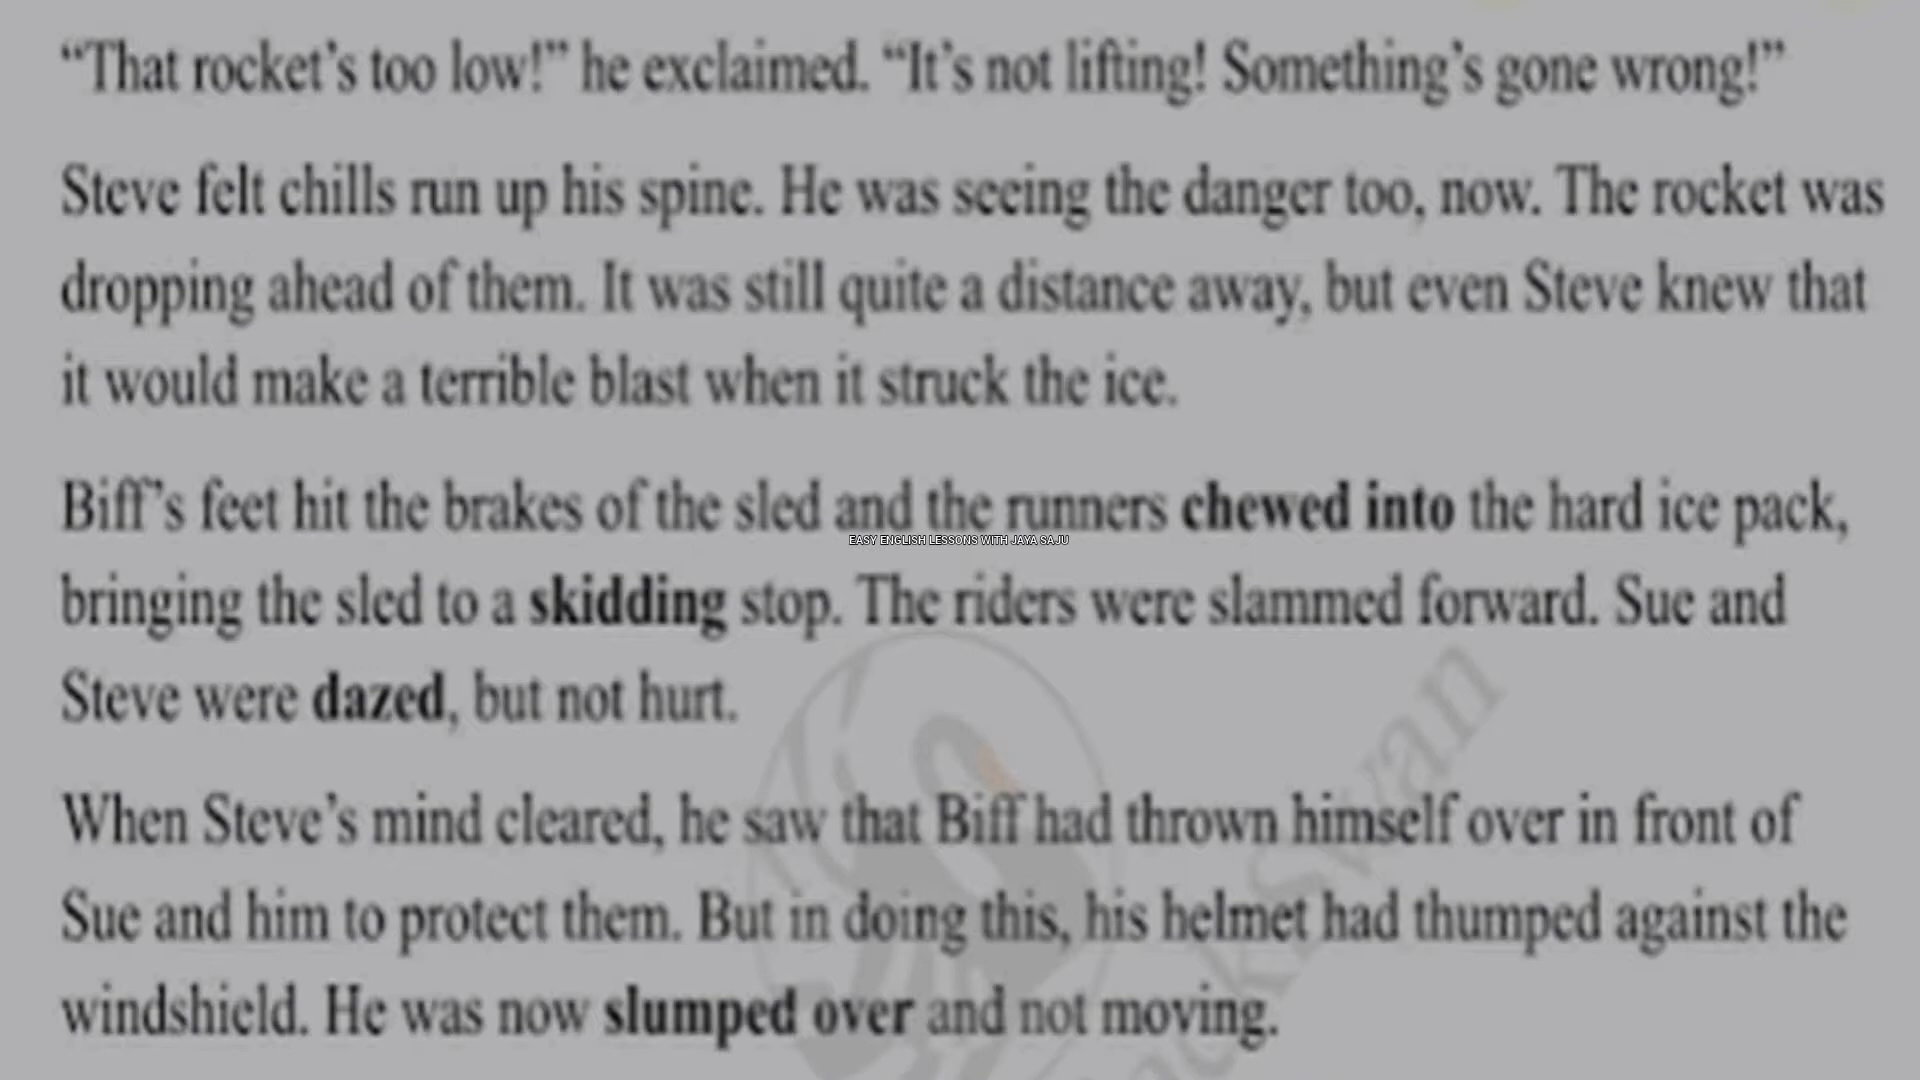 “That rocket’s too low!” he exclaimed. “It’s not lifting! Something’s gone wrong!”
Steve felt chills run up his spine. He was seeing the danger too, now. The rocket was
dropping ahead of them. It was still quite a distance away, but even Steve knew that
it would make a terrible blast when it struck the ice.
Biff’s feet hit the brakes of the sled and the runners chewed into the hard ice pack,
EASY ENGLISH LESSONS WITH JAYA SAJU
bringing the sled to a skidding stop. The riders were slammed forward. Sue and
Steve were dazed, but not hurt.
When Steve’s mind cleared, he saw that Biff had thrown himself over in front of
Sue and him to protect them. But in doing this, his helmet had thumped against the
windshield. He was now slumped over and not moving.